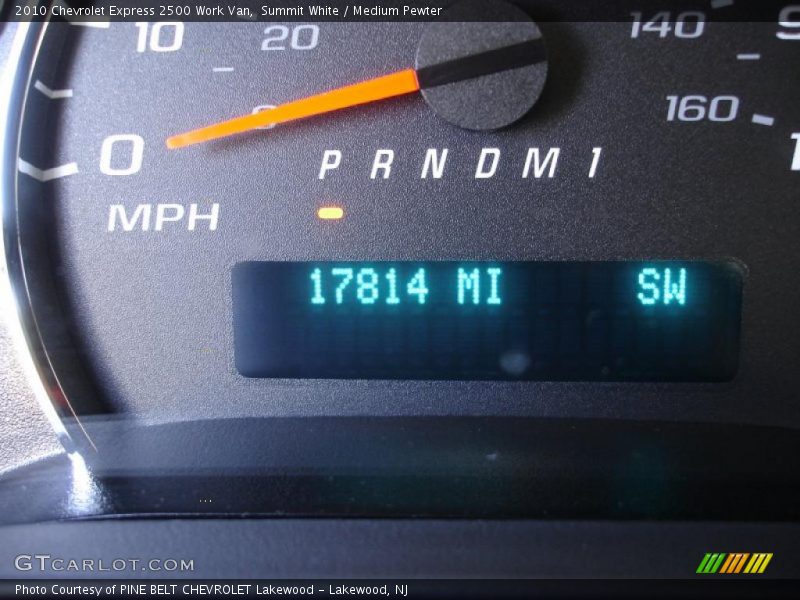 2010 Chevrolet Express 2500 Work Van, Summit White / Medium Pewter
10 20 140
160
0 0
P R N D M 1
MPH
17814 MI SW
GTCARLOT.COM
Photo Courtesy of PINE BELT CHEVROLET Lakewood - Lakewood, NJ